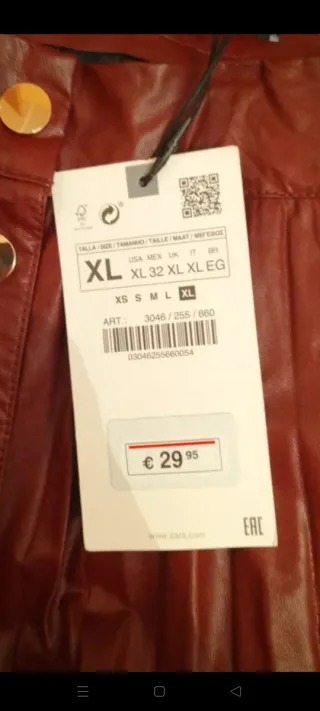 TALLA / SIZE / TAMANHO / TAILLE / MAAT / ΜΕΓΕΘΟΣ
XL
USA MEX UK IT BR
XL 32 XL XL EG
XS S M L XL
ART.: 3046 / 255 / 660
03046255660054
€ 29 95
www.zara.com
EAC